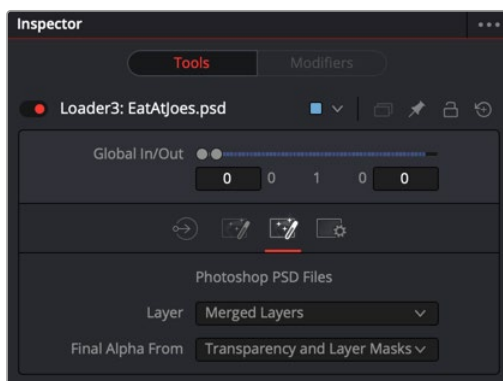 Inspector
Tools Modifiers
Loader3: EatAtJoes.psd
Global In/Out
0 0 1 0 0
Photoshop PSD Files
Layer Merged Layers
Final Alpha From Transparency and Layer Masks